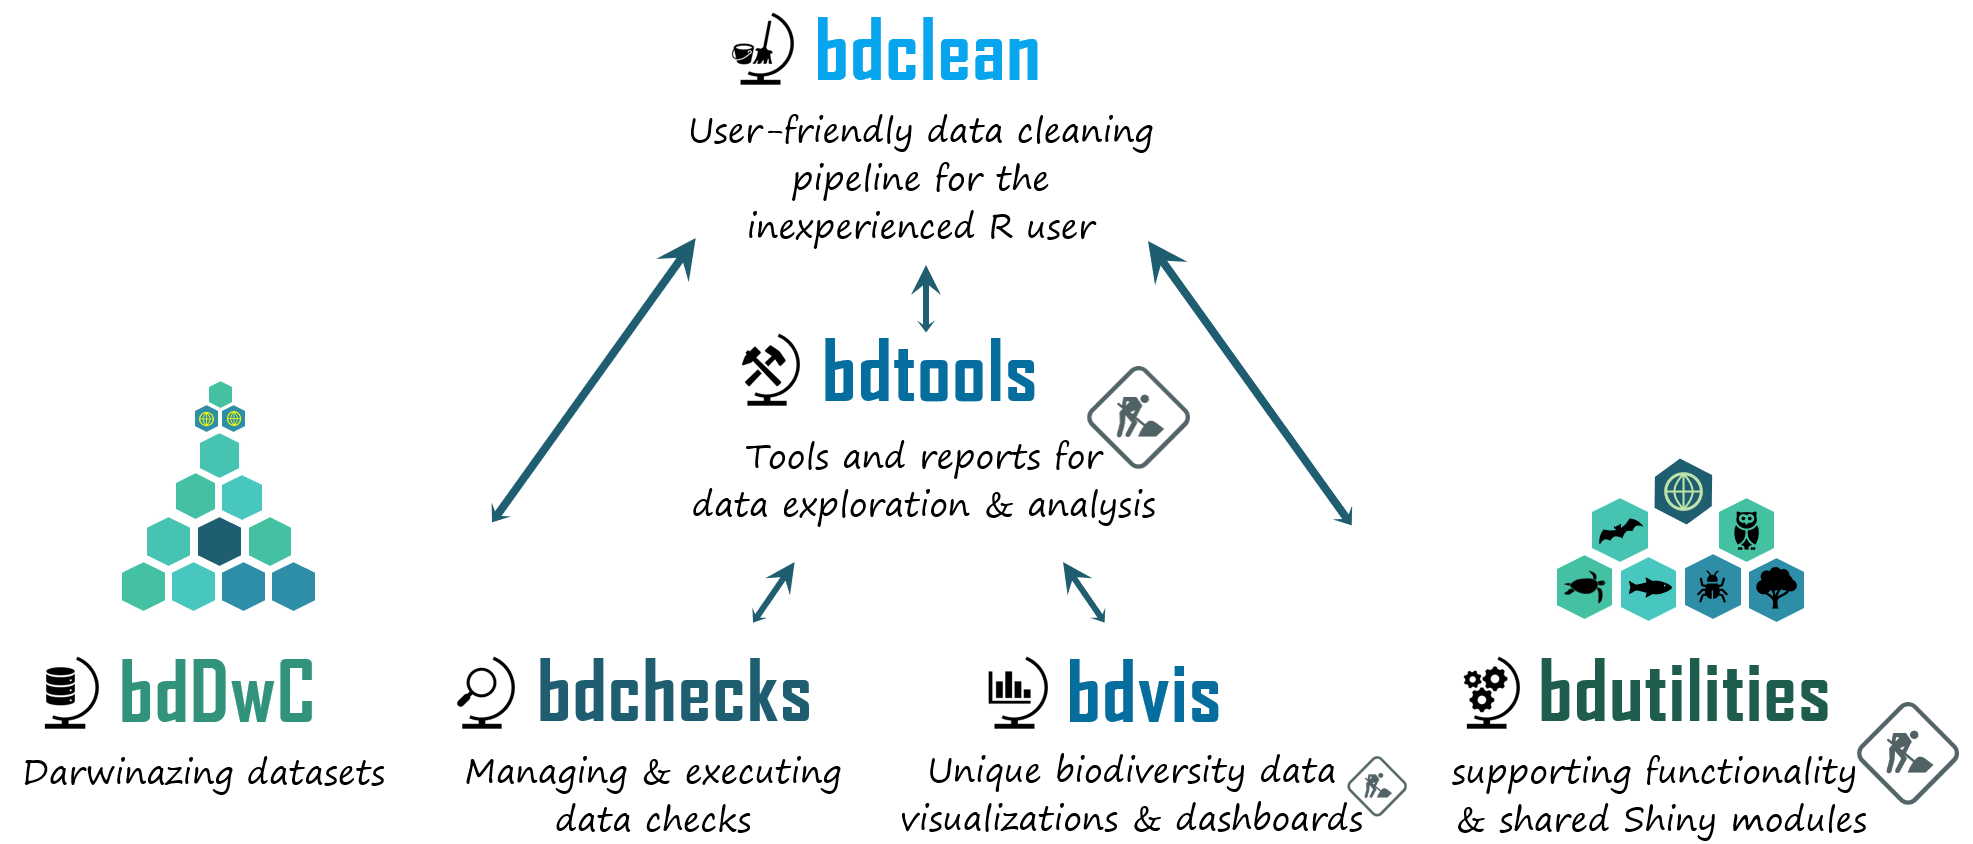 bdclean
User-friendly data cleaning
pipeline for the
inexperienced R user
bdtools
Tools and reports for
data exploration & analysis
bdDwC
Darwinazing datasets
bdchecks
Managing & executing
data checks
bdvis
Unique biodiversity data
visualizations & dashboards
bdutilities
supporting functionality
& shared Shiny modules